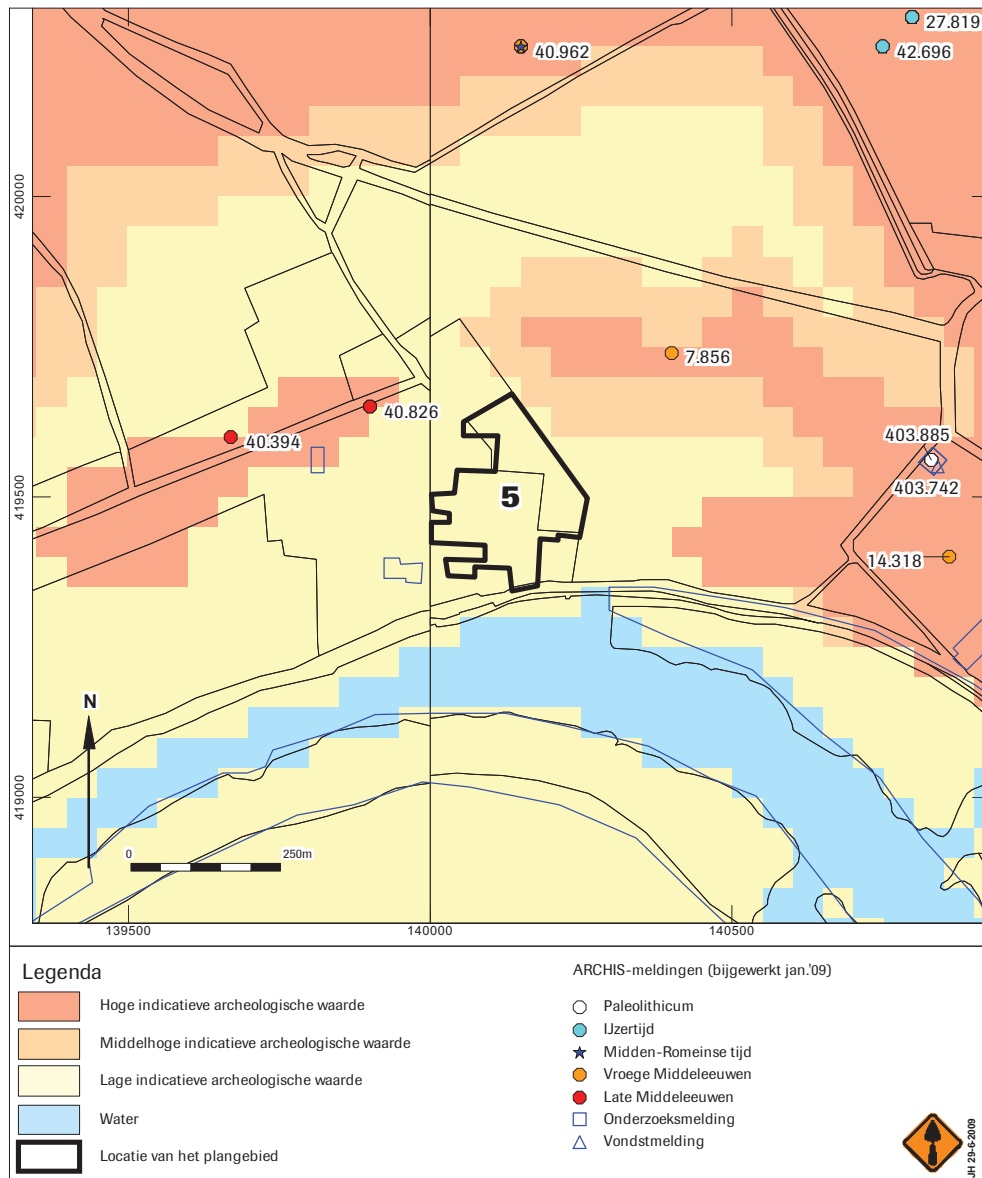 27.819
40.962
42.696
420000
7.856
40.826
403.885
40.394
403.742
419500
5
14.318
N
419000
0
250m
139500
140000
140500
Legenda
Hoge indicatieve archeologische waarde
Middelhoge indicatieve archeologische waarde
Lage indicatieve archeologische waarde
Water
Locatie van het plangebied
ARCHIS-meldingen (bijgewerkt jan.'09)
Paleolithicum
IJzertijd
Midden-Romeinse tijd
Vroege Middeleeuwen
Late Middeleeuwen
Onderzoeksmelding
Vondstmelding
JH 29-6-2009